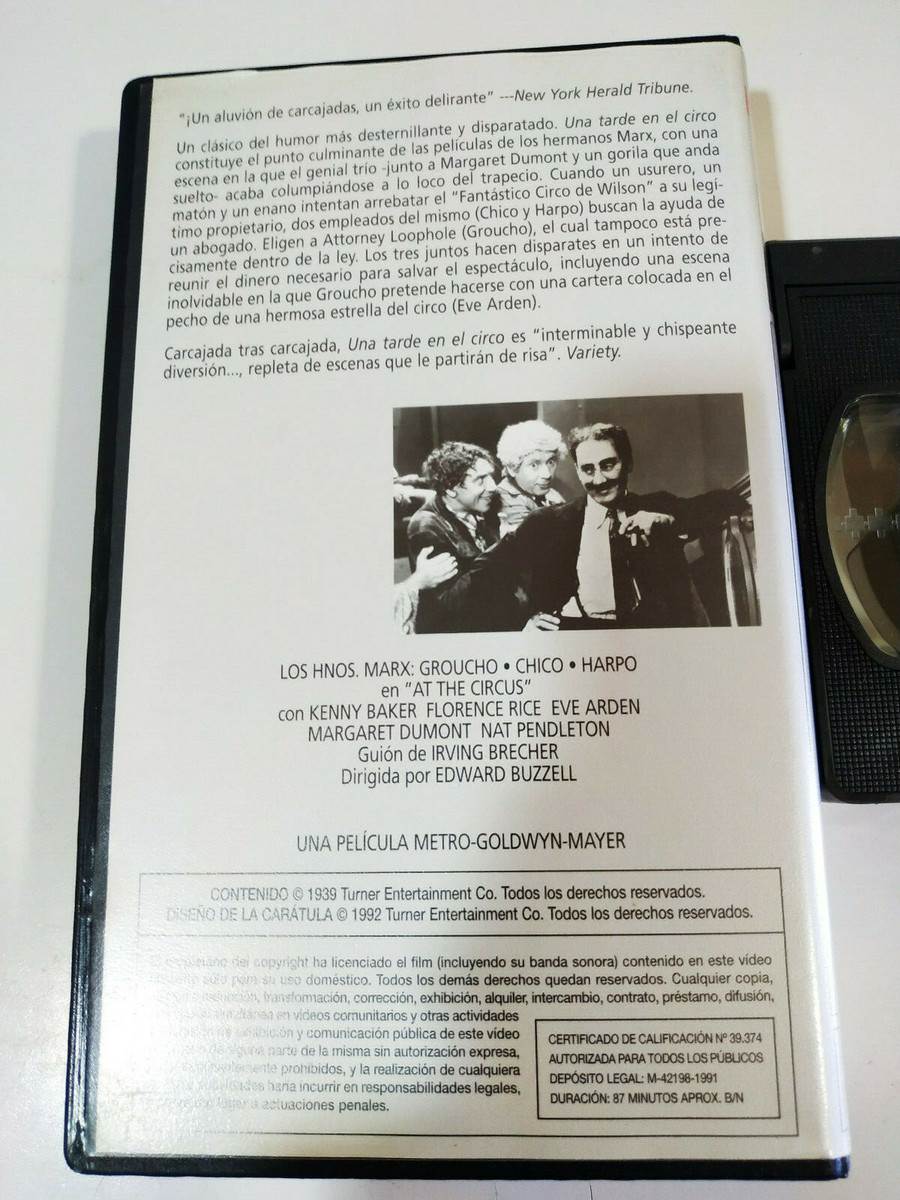 "¡Un aluvión de carcajadas, un éxito delirante" ---New York Herald Tribune.
Un clásico del humor más desternillante y disparatado. Una tarde en el circo
constituye el punto culminante de las películas de los hermanos Marx, con una
escena en la que el genial trío -junto a Margaret Dumont y un gorila que anda
suelto- acaba columpiándose a lo loco del trapecio. Cuando un usurero, un
matón y un enano intentan arrebatar el "Fantástico Circo de Wilson" a su legí-
timo propietario, dos empleados del mismo (Chico y Harpo) buscan la ayuda de
un abogado. Eligen a Attorney Loophole (Groucho), el cual tampoco está pre-
cisamente dentro de la ley. Los tres juntos hacen disparates en un intento de
reunir el dinero necesario para salvar el espectáculo, incluyendo una escena
inolvidable en la que Groucho pretende hacerse con una cartera colocada en el
pecho de una hermosa estrella del circo (Eve Arden).
Carcajada tras carcajada, Una tarde en el circo es "interminable y chispeante
diversión..., repleta de escenas que le partirán de risa". Variety.
LOS HNOS. MARX: GROUCHO • CHICO • HARPO
en "AT THE CIRCUS"
con KENNY BAKER FLORENCE RICE EVE ARDEN
MARGARET DUMONT NAT PENDLETON
Guión de IRVING BRECHER
Dirigida por EDWARD BUZZELL
UNA PELÍCULA METRO-GOLDWYN-MAYER
CONTENIDO © 1939 Turner Entertainment Co. Todos los derechos reservados.
DISEÑO DE LA CARÁTULA © 1992 Turner Entertainment Co. Todos los derechos reservados.
del copyright ha licenciado el film (incluyendo su banda sonora) contenido en este vídeo
para su uso doméstico. Todos los demás derechos quedan reservados. Cualquier copia,
transformación, corrección, exhibición, alquiler, intercambio, contrato, préstamo, difusión,
en vídeos comunitarios y otras actividades
y comunicación pública de este vídeo
parte de la misma sin autorización expresa,
prohibidos, y la realización de cualquiera
haría incurrir en responsabilidades legales,
a actuaciones penales.
CERTIFICADO DE CALIFICACIÓN Nº 39.374
AUTORIZADA PARA TODOS LOS PÚBLICOS
DEPÓSITO LEGAL: M-42198-1991
DURACIÓN: 87 MINUTOS APROX. B/N